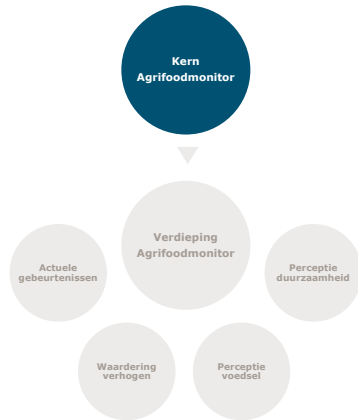 Kern
Agrifoodmonitor
Verdieping
Agrifoodmonitor
Actuele
gebeurtenissen
Perceptie
duurzaamheid
Waardering
verhogen
Perceptie
voedsel